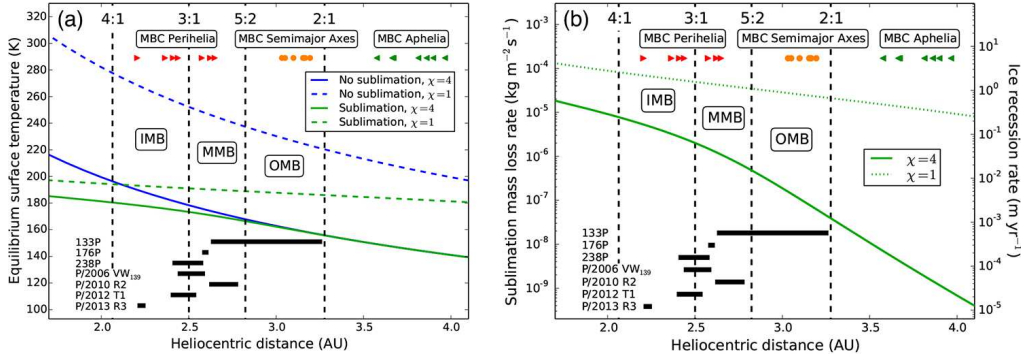 4:1 3:1 5:2 2:1
(a)
MBC Perihelia MBC Semimajor Axes MBC Aphelia
No sublimation, χ=4
No sublimation, χ=1
Sublimation, χ=4
Sublimation, χ=1
IMB
MMB
OMB
320
300
280
260
240
220
200
180
160
140
120
100
Equilibrium surface temperature (K)
133P
176P
238P
P/2006 VW139
P/2010 R2
P/2012 T1
P/2013 R3
2.0 2.5 3.0 3.5 4.0
Heliocentric distance (AU)
4:1 3:1 5:2 2:1
(b)
MBC Perihelia MBC Semimajor Axes MBC Aphelia
IMB
MMB
OMB
χ=4
χ=1
10-3
10-4
10-5
10-6
10-7
10-8
10-9
Sublimation mass loss rate (kg m-2 s-1)
133P
176P
238P
P/2006 VW139
P/2010 R2
P/2012 T1
P/2013 R3
2.0 2.5 3.0 3.5 4.0
Heliocentric distance (AU)
101
100
10-1
10-2
10-3
10-4
10-5
Ice recession rate (m yr-1)